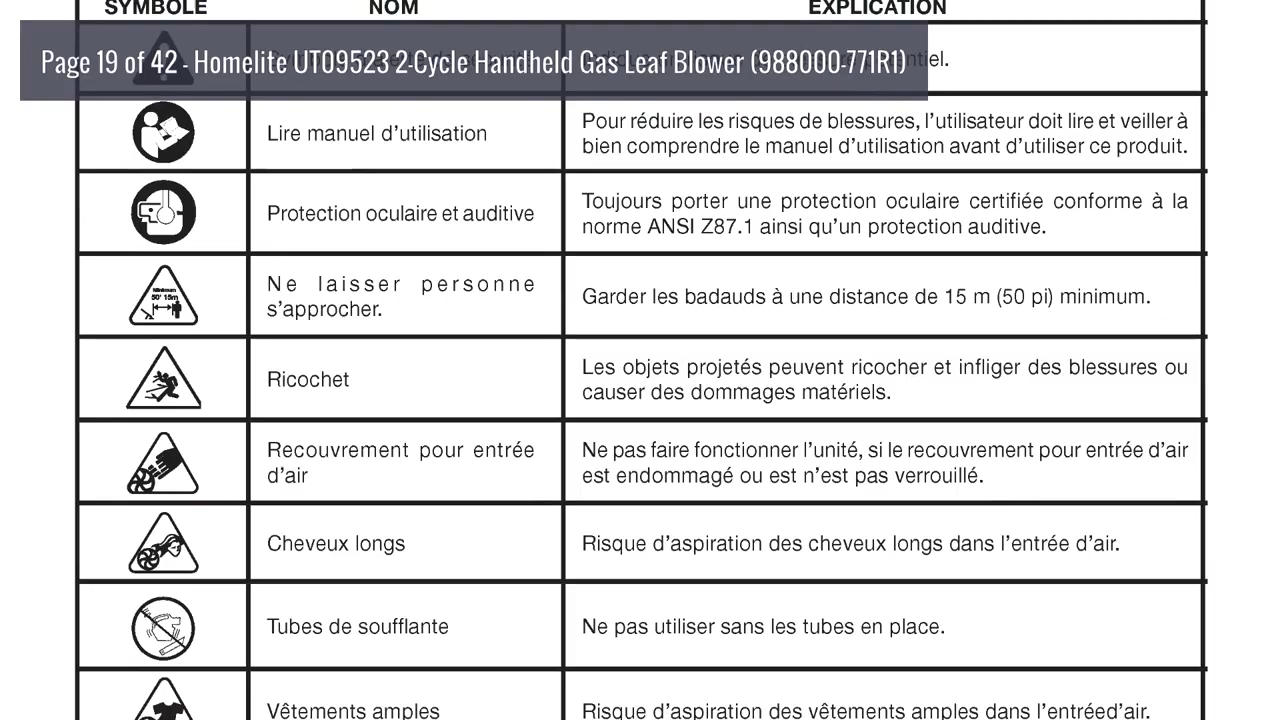 SYMBOLE NOM EXPLICATION
Page 19 of 42 - Homelite UT09523 2-Cycle Handheld Gas Leaf Blower (988000-771R1)
Lire manuel d'utilisation
Pour réduire les risques de blessures, l'utilisateur doit lire et veiller à
bien comprendre le manuel d'utilisation avant d'utiliser ce produit.
Protection oculaire et auditive
Toujours porter une protection oculaire certifiée conforme à la
norme ANSI Z87.1 ainsi qu'un protection auditive.
Minimum
50' 15m
Ne laisser personne
s'approcher.
Garder les badauds à une distance de 15 m (50 pi) minimum.
Ricochet
Les objets projetés peuvent ricocher et infliger des blessures ou
causer des dommages matériels.
Recouvrement pour entrée
d'air
Ne pas faire fonctionner l'unité, si le recouvrement pour entrée d'air
est endommagé ou est n'est pas verrouillé.
Cheveux longs
Risque d'aspiration des cheveux longs dans l'entrée d'air.
Tubes de soufflante
Ne pas utiliser sans les tubes en place.
Vêtements amples
Risque d'aspiration des vêtements amples dans l'entréed'air.